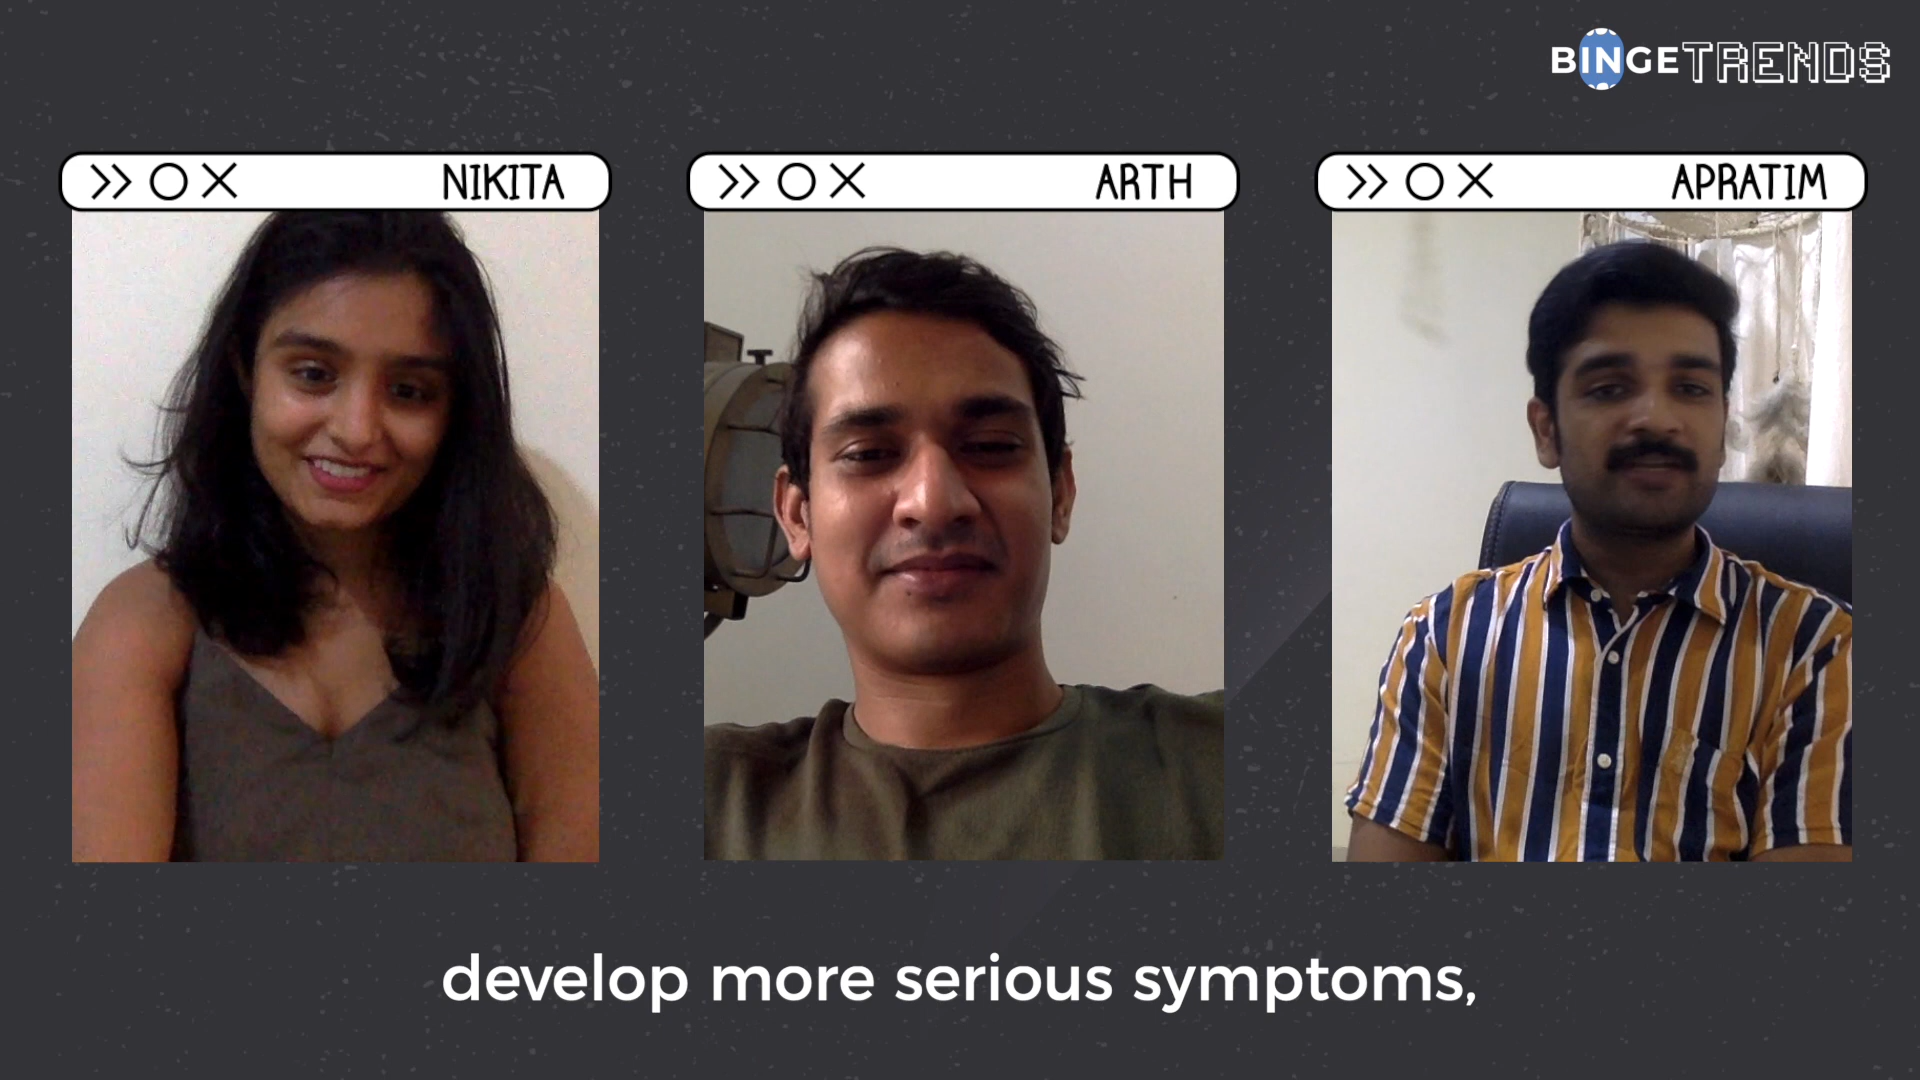 BINGETRENDS
NIKITA
ARTH
APRATIM
develop more serious symptoms,